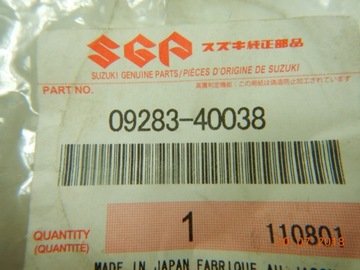 SGP スズキ純正部品
SUZUKI GENUINE PARTS/PIÈCES D'ORIGINE DE SUZUKI
PART NO.
09283-40038
QUANTITY
(QUANTITÉ)
1
110801
MADE IN JAPAN FABRIQUE AU JAPON